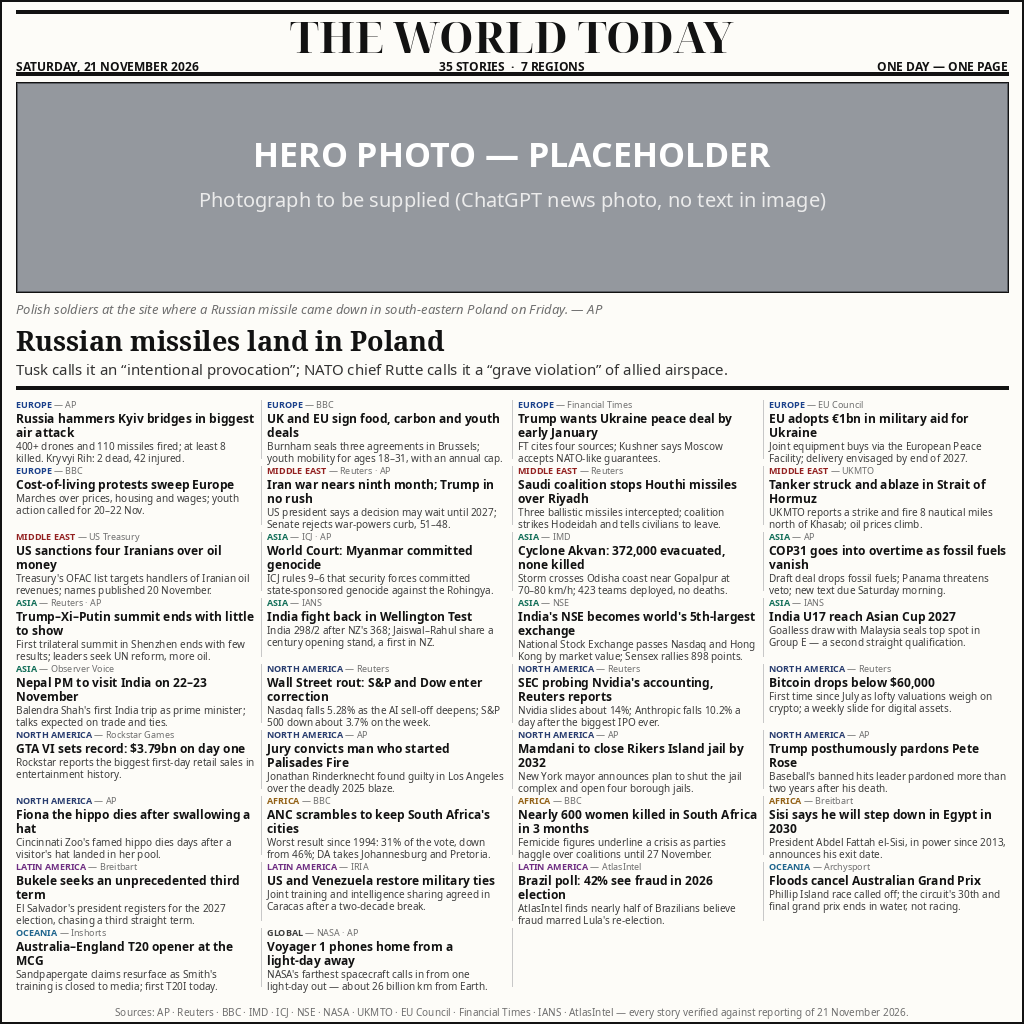 THE WORLD TODAY
SATURDAY, 21 NOVEMBER 2026
35 STORIES · 7 REGIONS
ONE DAY — ONE PAGE
HERO PHOTO — PLACEHOLDER
Photograph to be supplied (ChatGPT news photo, no text in image)
Polish soldiers at the site where a Russian missile came down in south-eastern Poland on Friday. — AP
Russian missiles land in Poland
Tusk calls it an “intentional provocation”; NATO chief Rutte calls it a “grave violation” of allied airspace.
EUROPE — AP
Russia hammers Kyiv bridges in biggest
air attack
400+ drones and 110 missiles fired; at least 8
killed. Kryvyi Rih: 2 dead, 42 injured.
EUROPE — BBC
UK and EU sign food, carbon and youth
deals
Burnham seals three agreements in Brussels;
youth mobility for ages 18–31, with an annual cap.
EUROPE — Financial Times
Trump wants Ukraine peace deal by
early January
FT cites four sources; Kushner says Moscow
accepts NATO-like guarantees.
EUROPE — EU Council
EU adopts €1bn in military aid for
Ukraine
Joint equipment buys via the European Peace
Facility; delivery envisaged by end of 2027.
EUROPE — BBC
Cost-of-living protests sweep Europe
Marches over prices, housing and wages; youth
action called for 20–22 Nov.
MIDDLE EAST — Reuters · AP
Iran war nears ninth month; Trump in
no rush
US president says a decision may wait until 2027;
Senate rejects war-powers curb, 51–48.
MIDDLE EAST — Reuters
Saudi coalition stops Houthi missiles
over Riyadh
Three ballistic missiles intercepted; coalition
strikes Hodeidah and tells civilians to leave.
MIDDLE EAST — UKMTO
Tanker struck and ablaze in Strait of
Hormuz
UKMTO reports a strike and fire 8 nautical miles
north of Khasab; oil prices climb.
MIDDLE EAST — US Treasury
US sanctions four Iranians over oil
money
Treasury's OFAC list targets handlers of Iranian oil
revenues; names published 20 November.
ASIA — ICJ · AP
World Court: Myanmar committed
genocide
ICJ rules 9–6 that security forces committed
state-sponsored genocide against the Rohingya.
ASIA — IMD
Cyclone Akvan: 372,000 evacuated,
none killed
Storm crosses Odisha coast near Gopalpur at
70–80 km/h; 423 teams deployed, no deaths.
ASIA — AP
COP31 goes into overtime as fossil fuels
vanish
Draft deal drops fossil fuels; Panama threatens
veto; new text due Saturday morning.
ASIA — Reuters · AP
Trump–Xi–Putin summit ends with little
to show
First trilateral summit in Shenzhen ends with few
results; leaders seek UN reform, more oil.
ASIA — IANS
India fight back in Wellington Test
India 298/2 after NZ's 368; Jaiswal–Rahul share a
century opening stand, a first in NZ.
ASIA — NSE
India's NSE becomes world's 5th-largest
exchange
National Stock Exchange passes Nasdaq and Hong
Kong by market value; Sensex rallies 898 points.
ASIA — IANS
India U17 reach Asian Cup 2027
Goalless draw with Malaysia seals top spot in
Group E — a second straight qualification.
ASIA — Observer Voice
Nepal PM to visit India on 22–23
November
Balendra Shah's first India trip as prime minister;
talks expected on trade and ties.
NORTH AMERICA — Reuters
Wall Street rout: S&P and Dow enter
correction
Nasdaq falls 5.28% as the AI sell-off deepens; S&P
500 down about 3.7% on the week.
NORTH AMERICA — Reuters
SEC probing Nvidia's accounting,
Reuters reports
Nvidia slides about 14%; Anthropic falls 10.2% a
day after the biggest IPO ever.
NORTH AMERICA — Reuters
Bitcoin drops below $60,000
First time since July as lofty valuations weigh on
crypto; a weekly slide for digital assets.
NORTH AMERICA — Rockstar Games
GTA VI sets record: $3.79bn on day one
Rockstar reports the biggest first-day retail sales in
entertainment history.
NORTH AMERICA — AP
Jury convicts man who started
Palisades Fire
Jonathan Rinderknecht found guilty in Los Angeles
over the deadly 2025 blaze.
NORTH AMERICA — AP
Mamdani to close Rikers Island jail by
2032
New York mayor announces plan to shut the jail
complex and open four borough jails.
NORTH AMERICA — AP
Trump posthumously pardons Pete
Rose
Baseball's banned hits leader pardoned more than
two years after his death.
NORTH AMERICA — AP
Fiona the hippo dies after swallowing a
hat
Cincinnati Zoo's famed hippo dies days after a
visitor's hat landed in her pool.
AFRICA — BBC
ANC scrambles to keep South Africa's
cities
Worst result since 1994: 31% of the vote, down
from 46%; DA takes Johannesburg and Pretoria.
AFRICA — BBC
Nearly 600 women killed in South Africa
in 3 months
Femicide figures underline a crisis as parties
haggle over coalitions until 27 November.
AFRICA — Breitbart
Sisi says he will step down in Egypt in
2030
President Abdel Fattah el-Sisi, in power since 2013,
announces his exit date.
LATIN AMERICA — Breitbart
Bukele seeks an unprecedented third
term
El Salvador's president registers for the 2027
election, chasing a third straight term.
LATIN AMERICA — IRIA
US and Venezuela restore military ties
Joint training and intelligence sharing agreed in
Caracas after a two-decade break.
LATIN AMERICA — AtlasIntel
Brazil poll: 42% see fraud in 2026
election
AtlasIntel finds nearly half of Brazilians believe
fraud marred Lula's re-election.
OCEANIA — Archysport
Floods cancel Australian Grand Prix
Phillip Island race called off; the circuit's 30th and
final grand prix ends in water, not racing.
OCEANIA — Inshorts
Australia–England T20 opener at the
MCG
Sandpapergate claims resurface as Smith's
training is closed to media; first T20I today.
GLOBAL — NASA · AP
Voyager 1 phones home from a
light-day away
NASA's farthest spacecraft calls in from one
light-day out — about 26 billion km from Earth.
Sources: AP · Reuters · BBC · IMD · ICJ · NSE · NASA · UKMTO · EU Council · Financial Times · IANS · AtlasIntel — every story verified against reporting of 21 November 2026.